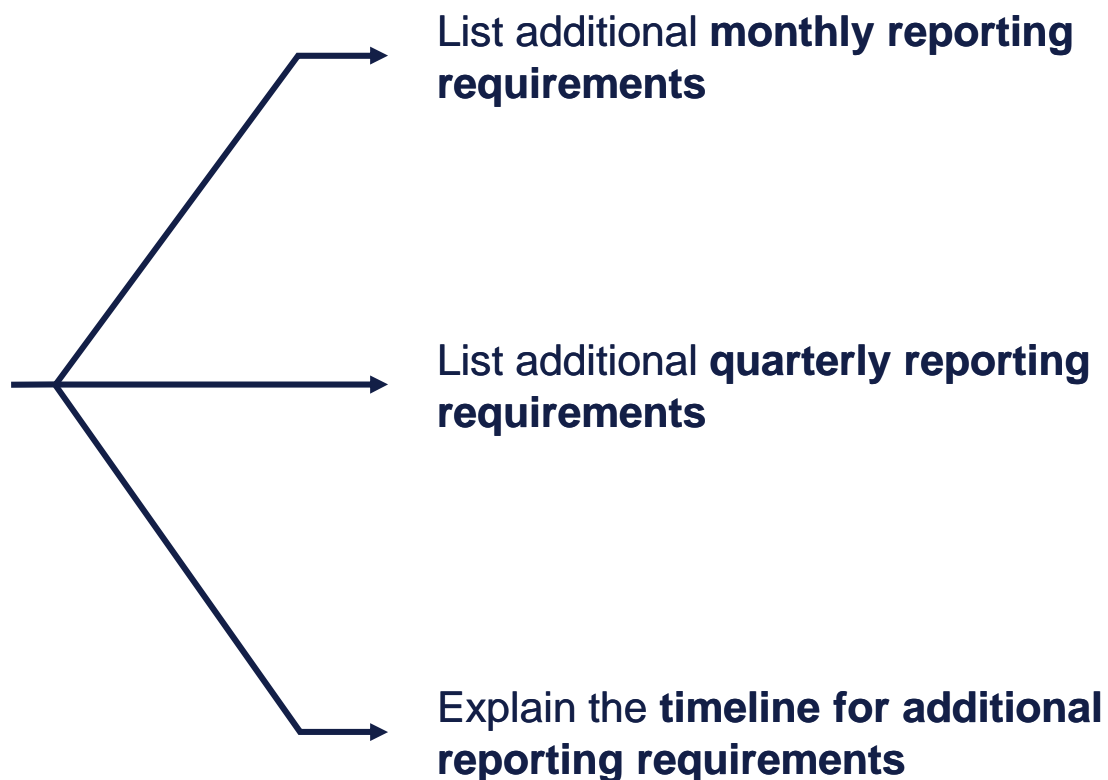 List additional monthly reporting
requirements
List additional quarterly reporting
requirements
Explain the timeline for additional
reporting requirements